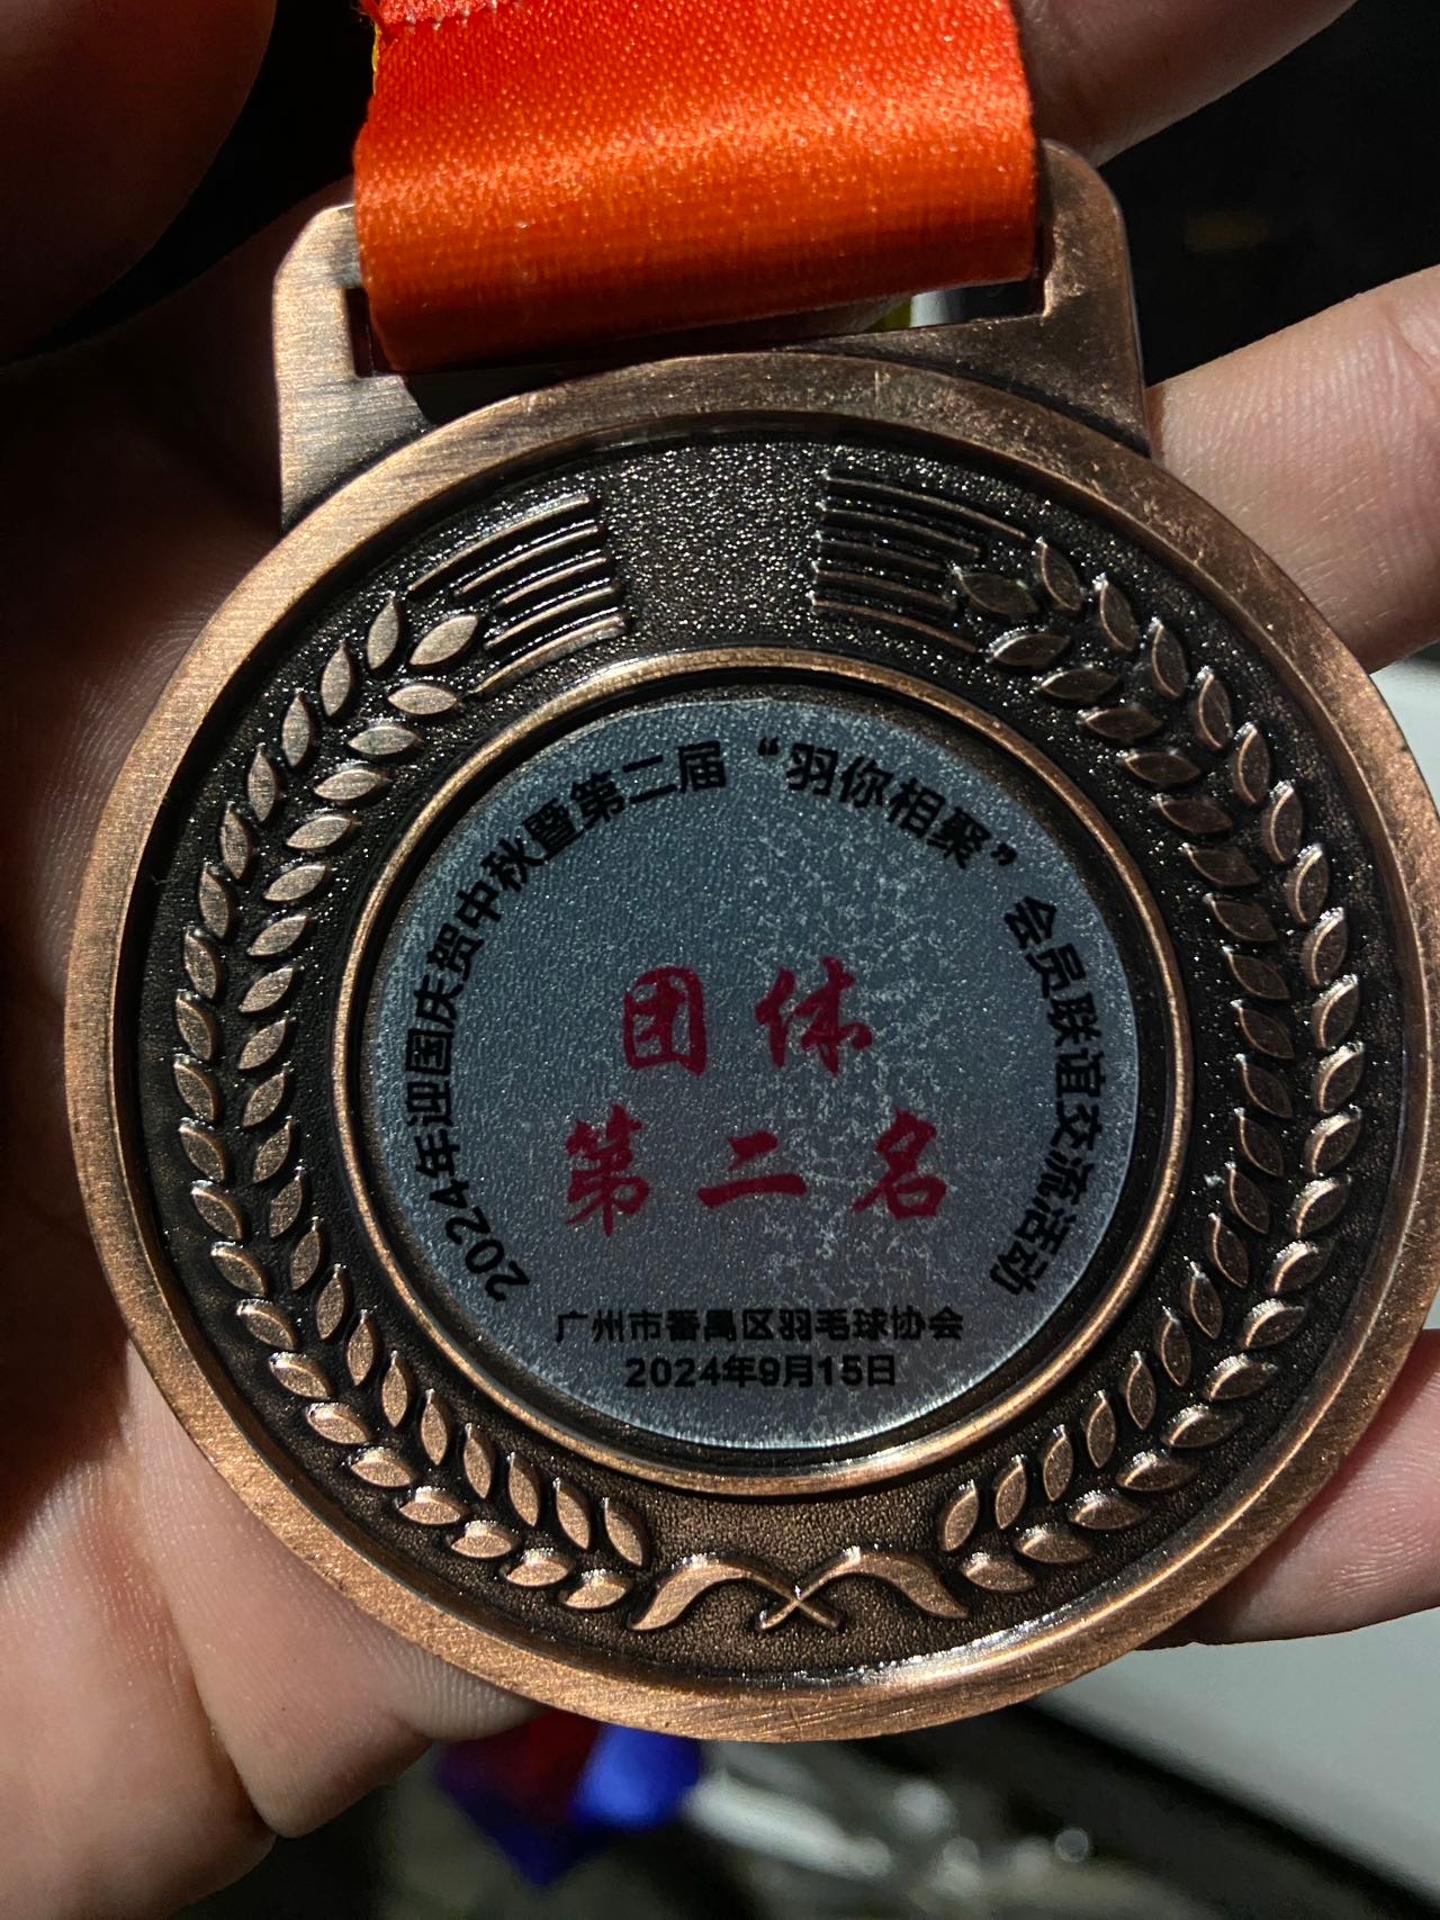 2024年迎国庆贺中秋暨第二届“羽你相聚”会员联谊交流活动
团体
第二名
广州市番禺区羽毛球协会
2024年9月15日